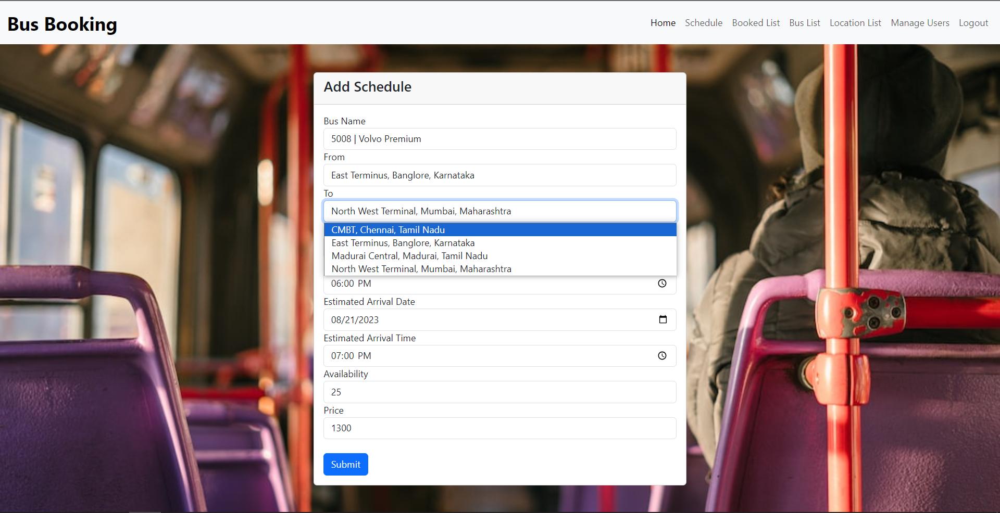 Bus Booking
Home Schedule Booked List Bus List Location List Manage Users Logout
Add Schedule
Bus Name
5008 | Volvo Premium
From
East Terminus, Banglore, Karnataka
To
North West Terminal, Mumbai, Maharashtra
CMBT, Chennai, Tamil Nadu
East Terminus, Banglore, Karnataka
Madurai Central, Madurai, Tamil Nadu
North West Terminal, Mumbai, Maharashtra
06:00 PM
Estimated Arrival Date
08/21/2023
Estimated Arrival Time
07:00 PM
Availability
25
Price
1300
Submit